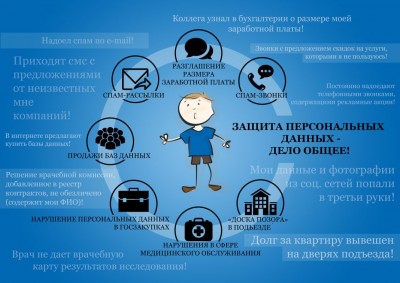 Коллега узнал в бухгалтерии о размере моей
заработной платы!
Надоел спам по e-mail!
Звонки с предложением скидок на услуги,
которыми я не пользуюсь!
Приходят смс с
предложениями
от неизвестных
мне
компаний!
РАЗГЛАШЕНИЕ
РАЗМЕРА
ЗАРАБОТНОЙ ПЛАТЫ
СПАМ-РАССЫЛКИ
СПАМ-ЗВОНКИ
Постоянно надоедают
телефонными звонками,
содержащими рекламные акции!
В интернете предлагают
купить базы данных!
ПРОДАЖИ БАЗ ДАННЫХ
ЗАЩИТА ПЕРСОНАЛЬНЫХ
ДАННЫХ -
ДЕЛО ОБЩЕЕ!
Решение врачебной комиссии,
добавленное в реестр
контрактов, не обезличено
(содержит мои ФИО)!
Мои данные и фотографии
из соц. сетей попали
в третьи руки!
НАРУШЕНИЕ ПЕРСОНАЛЬНЫХ ДАННЫХ
В ГОСЗАКУПКАХ
«ДОСКА ПОЗОРА»
В ПОДЪЕЗДЕ
НАРУШЕНИЯ В СФЕРЕ
МЕДИЦИНСКОГО ОБСЛУЖИВАНИЯ
Долг за квартиру вывешен
на дверях подъезда!
Врач не дает врачебную
карту результатов исследования!